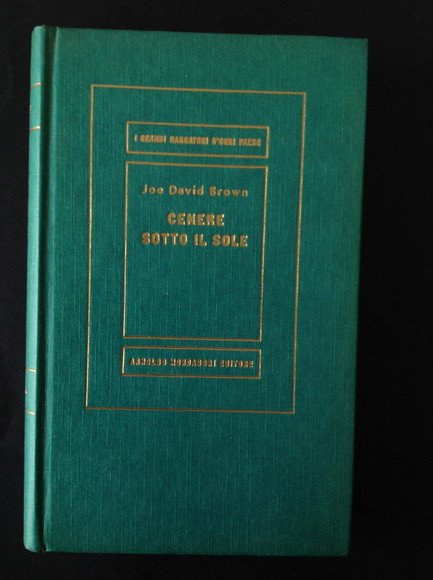 I GRANDI NARRATORI D'OGNI PAESE
Joe David Brown
CENERE
SOTTO IL SOLE
ARNOLDO MONDADORI EDITORE